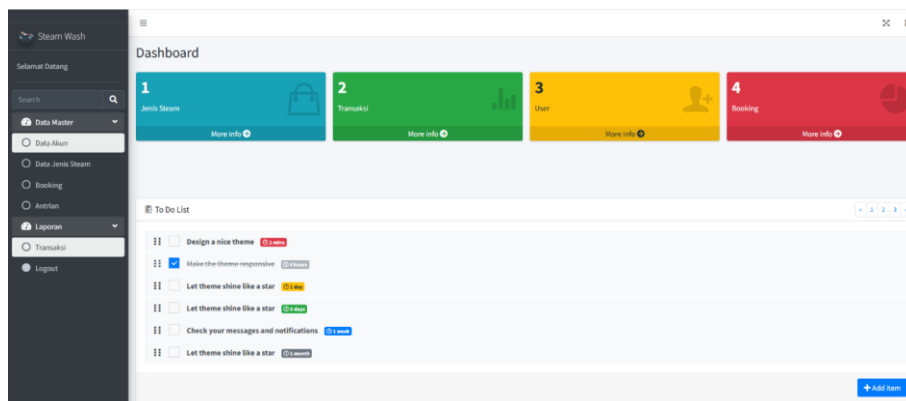 Steam Wash
Selamat Datang
Search
Data Master
Data Akun
Data Jenis Steam
Booking
Antrian
Laporan
Transaksi
Logout
Dashboard
1
Jenis Steam
More info
2
Transaksi
More info
3
User
More info
4
Booking
More info
To Do List
« 1 2 3
Design a nice theme 2 mins
Make the theme responsive 4 hours
Let theme shine like a star 1 day
Let theme shine like a star 3 days
Check your messages and notifications 1 week
Let theme shine like a star 1 month
+ Add item